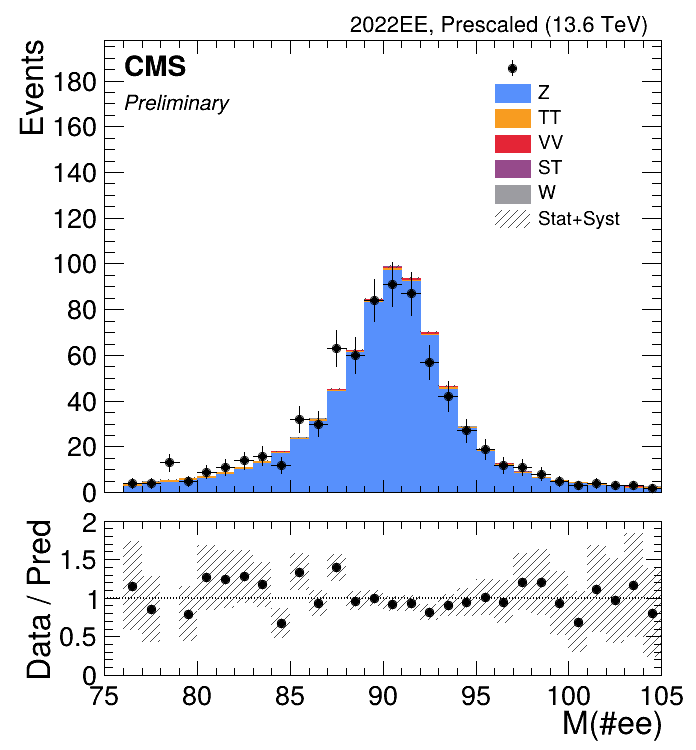 2022EE, Prescaled (13.6 TeV)
CMS
Preliminary
Events
180
160
140
120
100
80
60
40
20
0
Z
TT
VV
ST
W
Stat+Syst
Data / Pred
2
1.5
1
0.5
0
75 80 85 90 95 100 105
M(#ee)